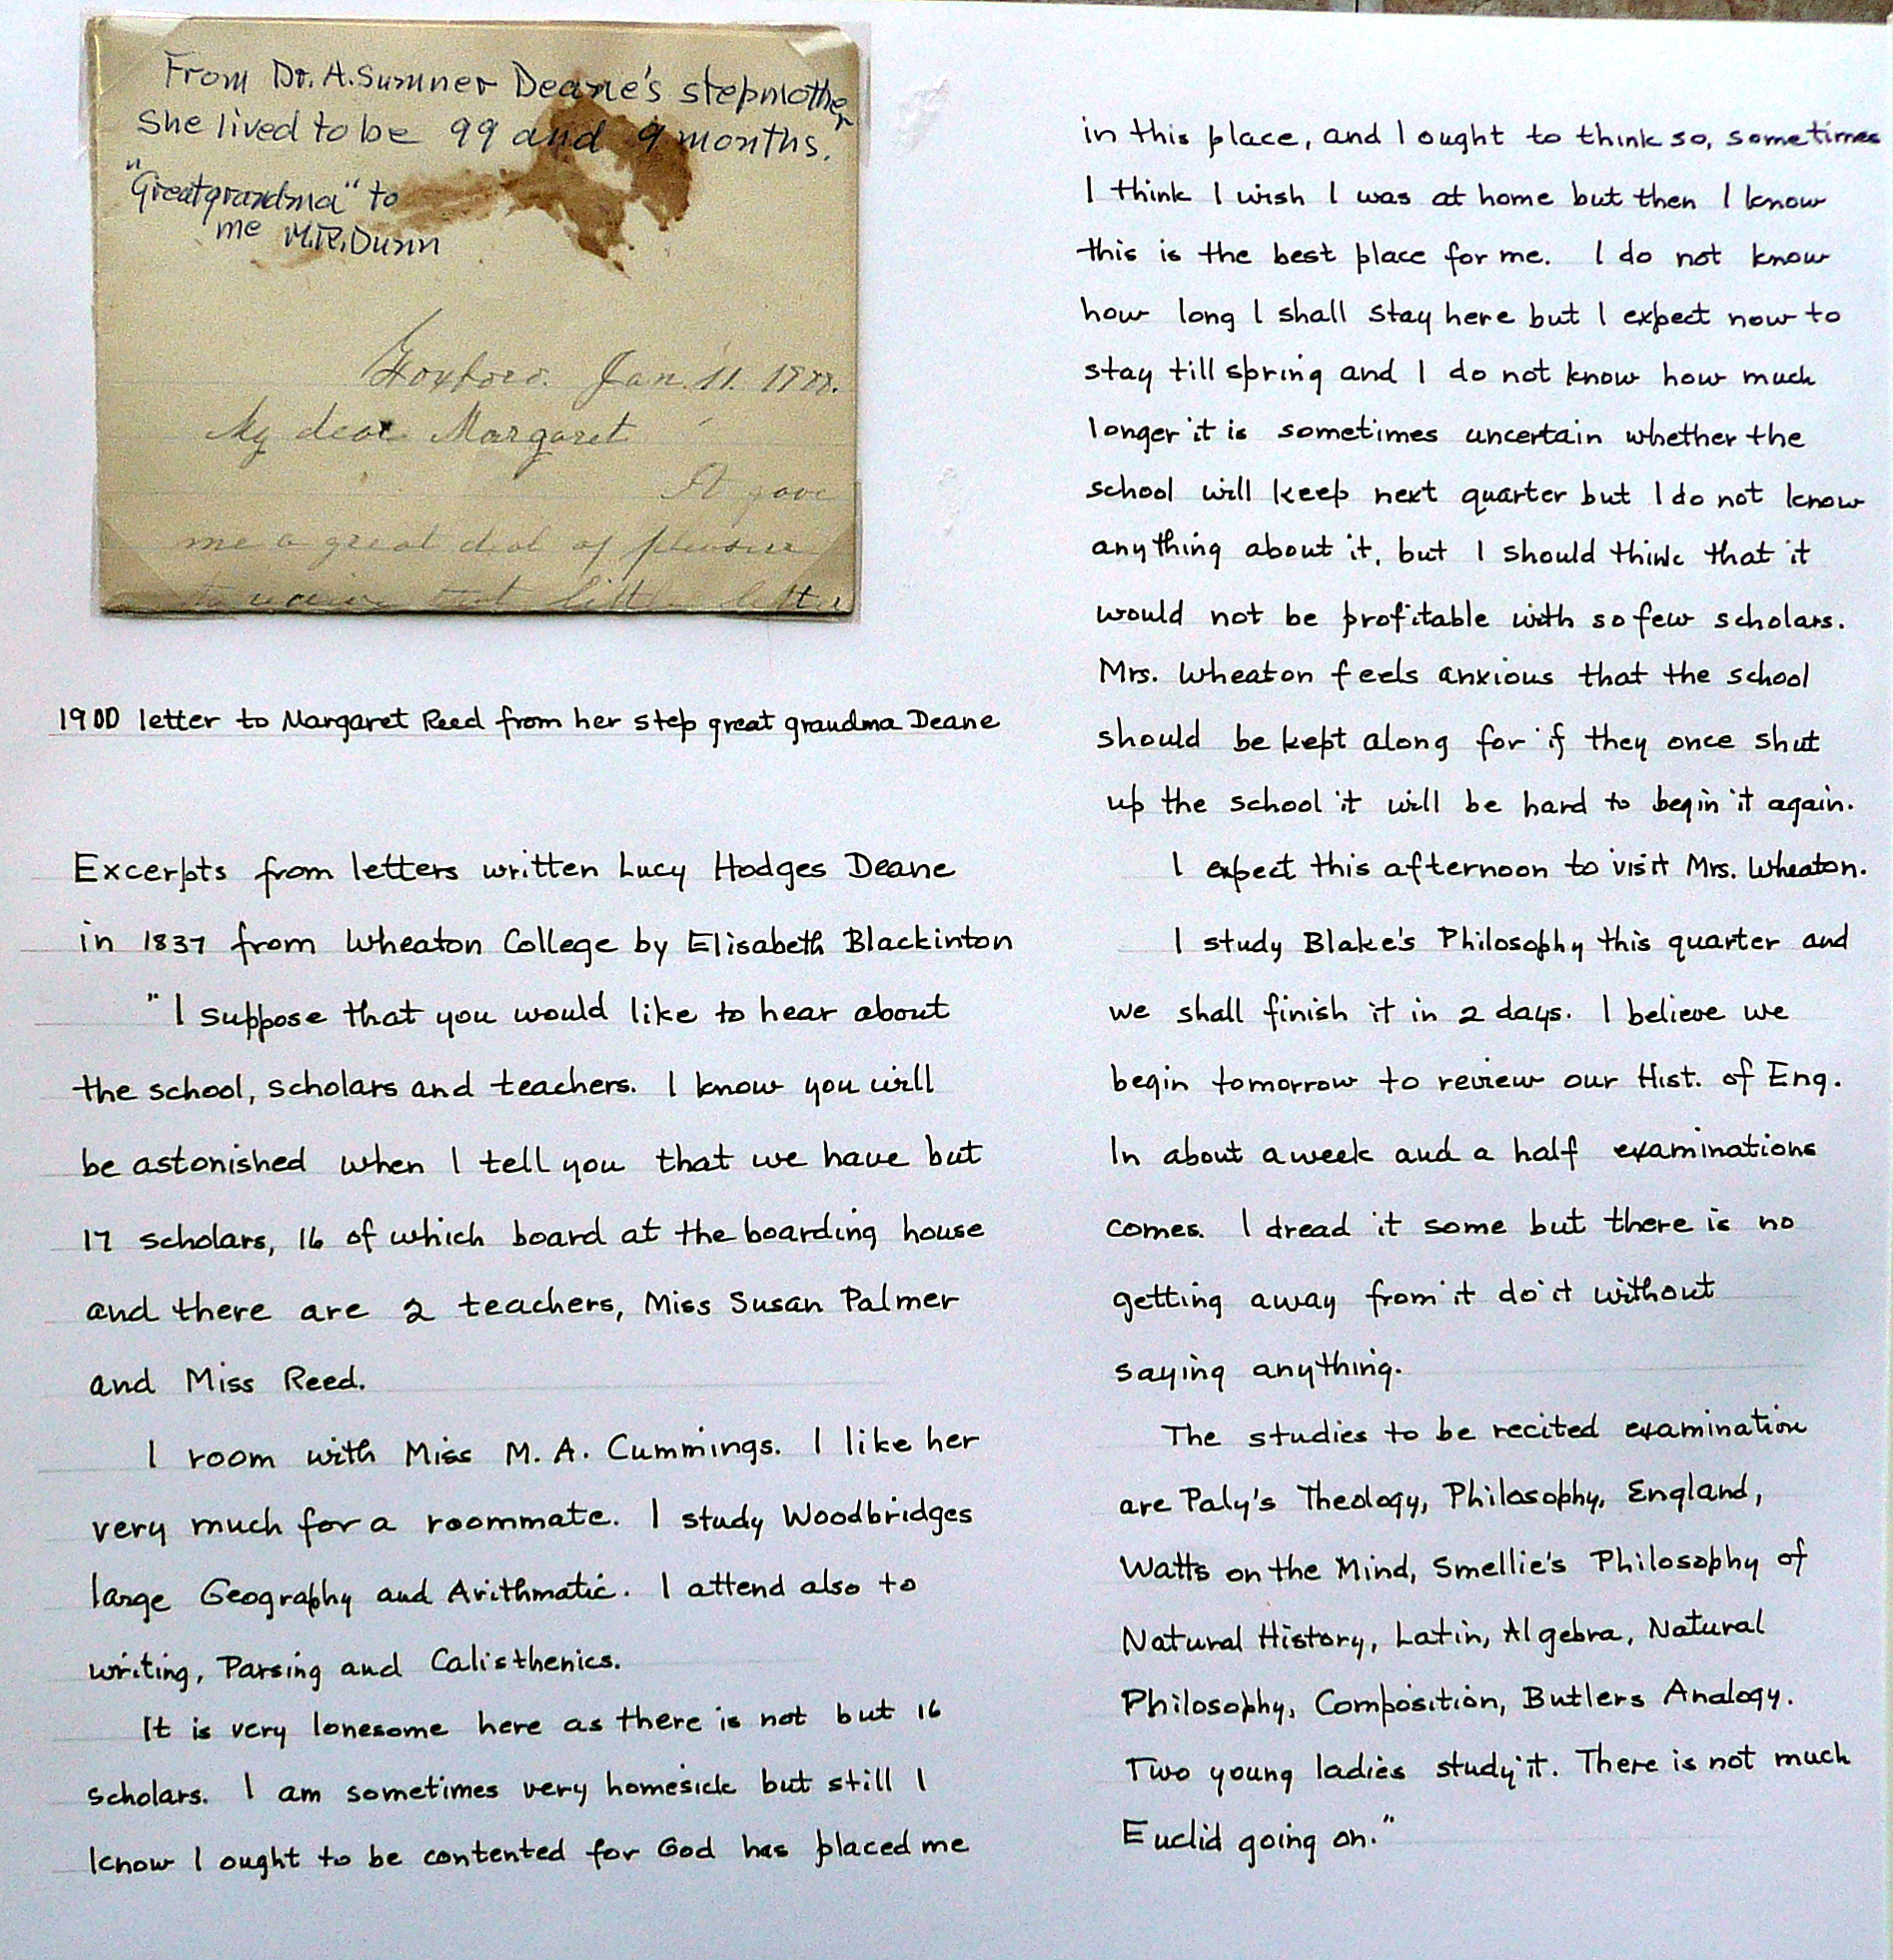 From Dr. A. Sumner Deane's stepmother
She lived to be 99 and 9 months.
"Greatgrandma" to
me M.R. Dunn
Jan. 11. 
My dear Margaret
It gave
me a great deal of pleasure
to receive that little letter
1900 letter to Margaret Reed from her step great grandma Deane
Excerpts from letters written Lucy Hodges Deane
in 1837 from Wheaton College by Elisabeth Blackinton
"I suppose that you would like to hear about
the school, scholars and teachers. I know you will
be astonished when I tell you that we have but
17 scholars, 16 of which board at the boarding house
and there are 2 teachers, Miss Susan Palmer
and Miss Reed.
I room with Miss M. A. Cummings. I like her
very much for a roommate. I study Woodbridges
large Geography and Arithmatic. I attend also to
writing, Parsing and Calisthenics.
It is very lonesome here as there is not but 16
scholars. I am sometimes very homesick but still I
know I ought to be contented for God has placed me
in this place, and I ought to think so, sometimes
I think I wish I was at home but then I know
this is the best place for me. I do not know
how long I shall stay here but I expect now to
stay till spring and I do not know how much
longer it is sometimes uncertain whether the
school will keep next quarter but I do not know
anything about it, but I should think that it
would not be profitable with so few scholars.
Mrs. Wheaton feels anxious that the school
should be kept along for if they once shut
up the school it will be hard to begin it again.
I expect this afternoon to visit Mrs. Wheaton.
I study Blake's Philosophy this quarter and
we shall finish it in 2 days. I believe we
begin tomorrow to review our Hist. of Eng.
In about a week and a half examinations
comes. I dread it some but there is no
getting away from it do it without
saying anything.
The studies to be recited examination
are Paly's Theology, Philosophy, England,
Watts on the Mind, Smellie's Philosophy of
Natural History, Latin, Algebra, Natural
Philosophy, Composition, Butlers Analogy.
Two young ladies study it. There is not much
Euclid going on."